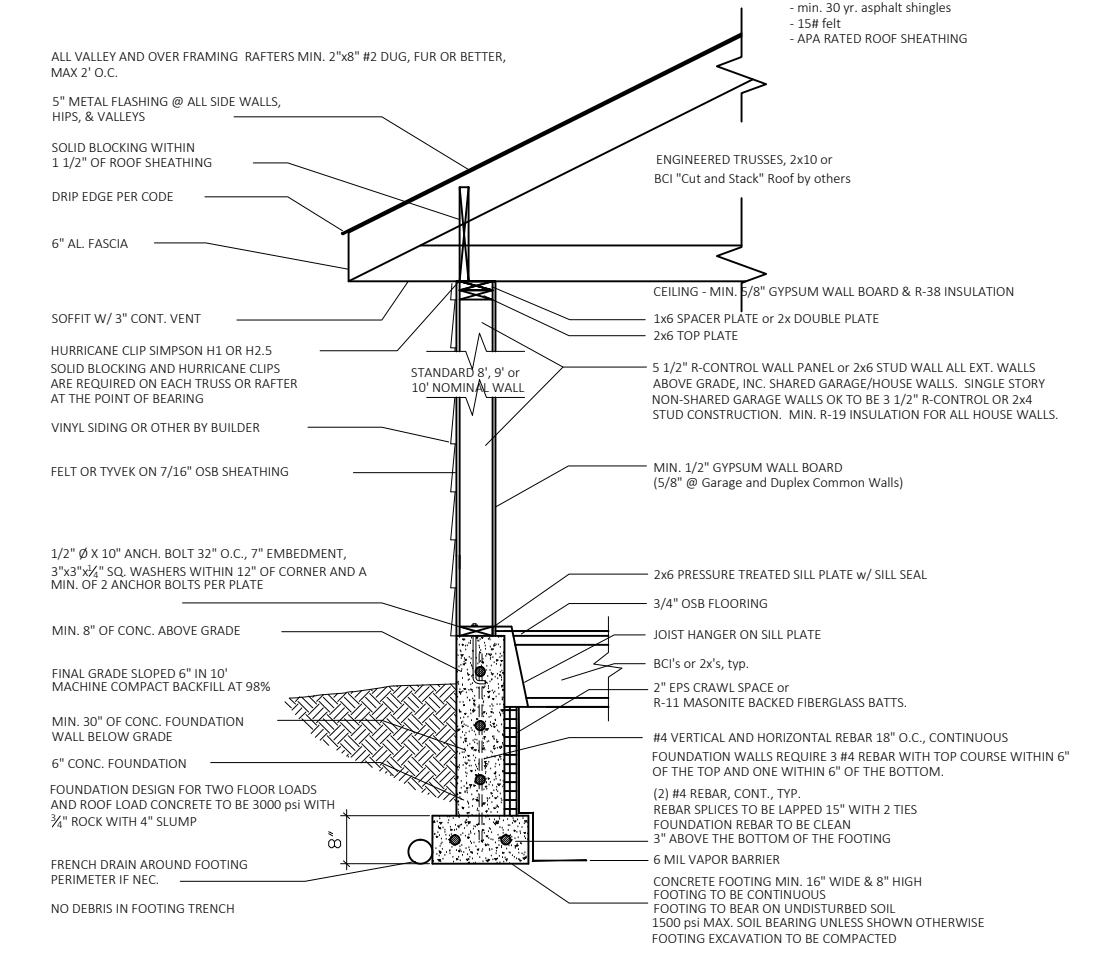 - min. 30 yr. asphalt shingles
- 15# felt
- APA RATED ROOF SHEATHING
ALL VALLEY AND OVER FRAMING RAFTERS MIN. 2"x8" #2 DUG, FUR OR BETTER,
MAX 2' O.C.
5" METAL FLASHING @ ALL SIDE WALLS,
HIPS, & VALLEYS
SOLID BLOCKING WITHIN
1 1/2" OF ROOF SHEATHING
DRIP EDGE PER CODE
6" AL. FASCIA
SOFFIT W/ 3" CONT. VENT
HURRICANE CLIP SIMPSON H1 OR H2.5
SOLID BLOCKING AND HURRICANE CLIPS
ARE REQUIRED ON EACH TRUSS OR RAFTER
AT THE POINT OF BEARING
VINYL SIDING OR OTHER BY BUILDER
FELT OR TYVEK ON 7/16" OSB SHEATHING
1/2" Ø X 10" ANCH. BOLT 32" O.C., 7" EMBEDMENT,
3"x3"x¼" SQ. WASHERS WITHIN 12" OF CORNER AND A
MIN. OF 2 ANCHOR BOLTS PER PLATE
MIN. 8" OF CONC. ABOVE GRADE
FINAL GRADE SLOPED 6" IN 10'
MACHINE COMPACT BACKFILL AT 98%
MIN. 30" OF CONC. FOUNDATION
WALL BELOW GRADE
6" CONC. FOUNDATION
FOUNDATION DESIGN FOR TWO FLOOR LOADS
AND ROOF LOAD CONCRETE TO BE 3000 psi WITH
¾" ROCK WITH 4" SLUMP
8"
FRENCH DRAIN AROUND FOOTING
PERIMETER IF NEC.
NO DEBRIS IN FOOTING TRENCH
STANDARD 8', 9' or
10' NOMINAL WALL
ENGINEERED TRUSSES, 2x10 or
BCI "Cut and Stack" Roof by others
CEILING - MIN. 5/8" GYPSUM WALL BOARD & R-38 INSULATION
1x6 SPACER PLATE or 2x DOUBLE PLATE
2x6 TOP PLATE
5 1/2" R-CONTROL WALL PANEL or 2x6 STUD WALL ALL EXT. WALLS
ABOVE GRADE, INC. SHARED GARAGE/HOUSE WALLS. SINGLE STORY
NON-SHARED GARAGE WALLS OK TO BE 3 1/2" R-CONTROL OR 2x4
STUD CONSTRUCTION. MIN. R-19 INSULATION FOR ALL HOUSE WALLS.
MIN. 1/2" GYPSUM WALL BOARD
(5/8" @ Garage and Duplex Common Walls)
2x6 PRESSURE TREATED SILL PLATE w/ SILL SEAL
3/4" OSB FLOORING
JOIST HANGER ON SILL PLATE
BCI's or 2x's, typ.
2" EPS CRAWL SPACE or
R-11 MASONITE BACKED FIBERGLASS BATTS.
#4 VERTICAL AND HORIZONTAL REBAR 18" O.C., CONTINUOUS
FOUNDATION WALLS REQUIRE 3 #4 REBAR WITH TOP COURSE WITHIN 6"
OF THE TOP AND ONE WITHIN 6" OF THE BOTTOM.
(2) #4 REBAR, CONT., TYP.
REBAR SPLICES TO BE LAPPED 15" WITH 2 TIES
FOUNDATION REBAR TO BE CLEAN
3" ABOVE THE BOTTOM OF THE FOOTING
6 MIL VAPOR BARRIER
CONCRETE FOOTING MIN. 16" WIDE & 8" HIGH
FOOTING TO BE CONTINUOUS
FOOTING TO BEAR ON UNDISTURBED SOIL
1500 psi MAX. SOIL BEARING UNLESS SHOWN OTHERWISE
FOOTING EXCAVATION TO BE COMPACTED